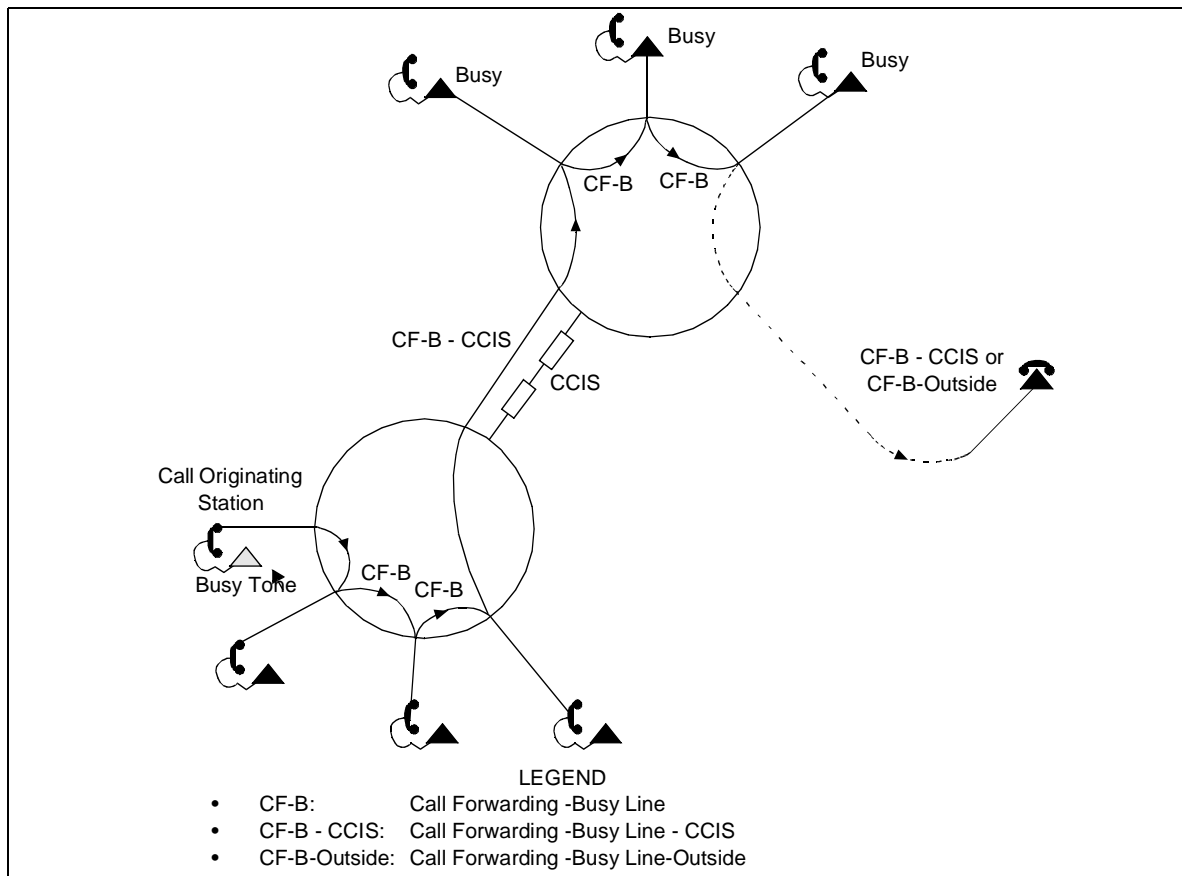 Busy
Busy
Busy
CF-B
CF-B
CF-B - CCIS
CCIS
CF-B - CCIS or
CF-B-Outside
Call Originating
Station
Busy Tone
CF-B
CF-B
LEGEND
• CF-B: Call Forwarding -Busy Line
• CF-B - CCIS: Call Forwarding -Busy Line - CCIS
• CF-B-Outside: Call Forwarding -Busy Line-Outside